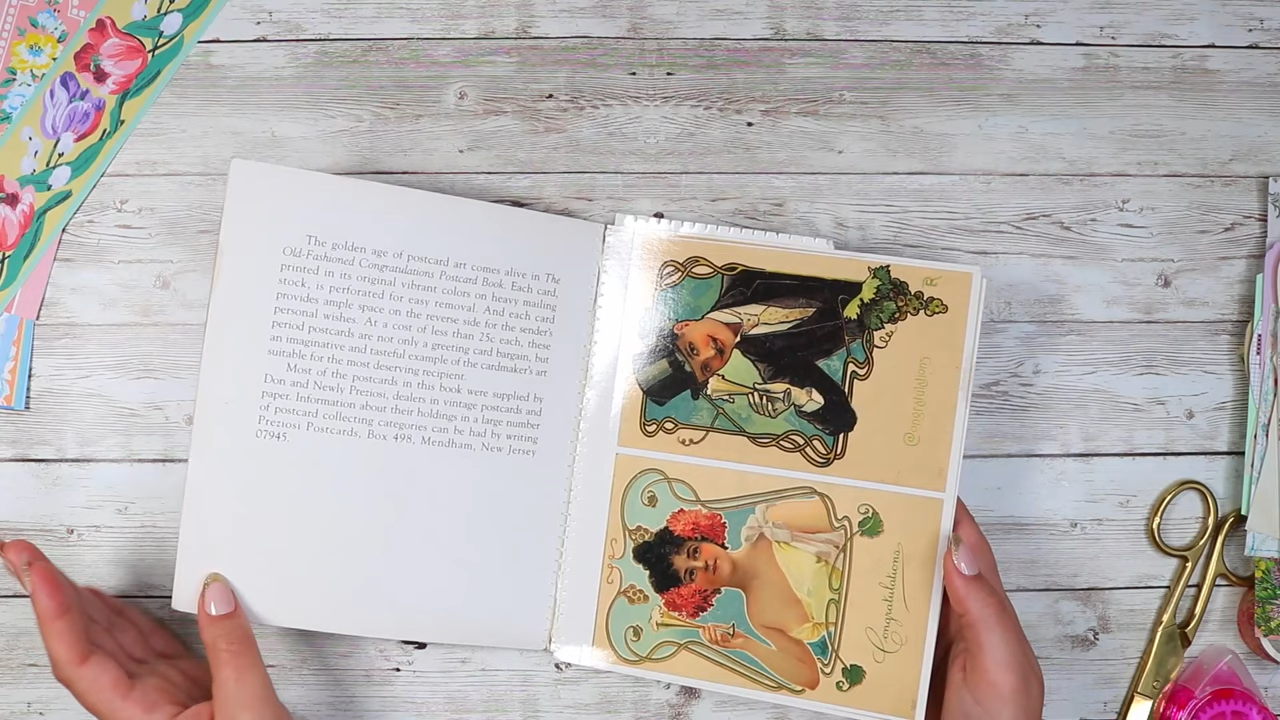 The golden age of postcard art comes alive in The
Old-Fashioned Congratulations Postcard Book. Each card,
printed in its original vibrant colors on heavy mailing
stock, is perforated for easy removal. And each card
provides ample space on the reverse side for the sender's
personal wishes. At a cost of less than 25c each, these
period postcards are not only a greeting card bargain, but
an imaginative and tasteful example of the cardmaker's art
suitable for the most deserving recipient.
Most of the postcards in this book were supplied by
Don and Newly Preziosi, dealers in vintage postcards and
paper. Information about their holdings in a large number
of postcard collecting categories can be had by writing
Preziosi Postcards, Box 498, Mendham, New Jersey
07945.
Congratulations
Congratulations